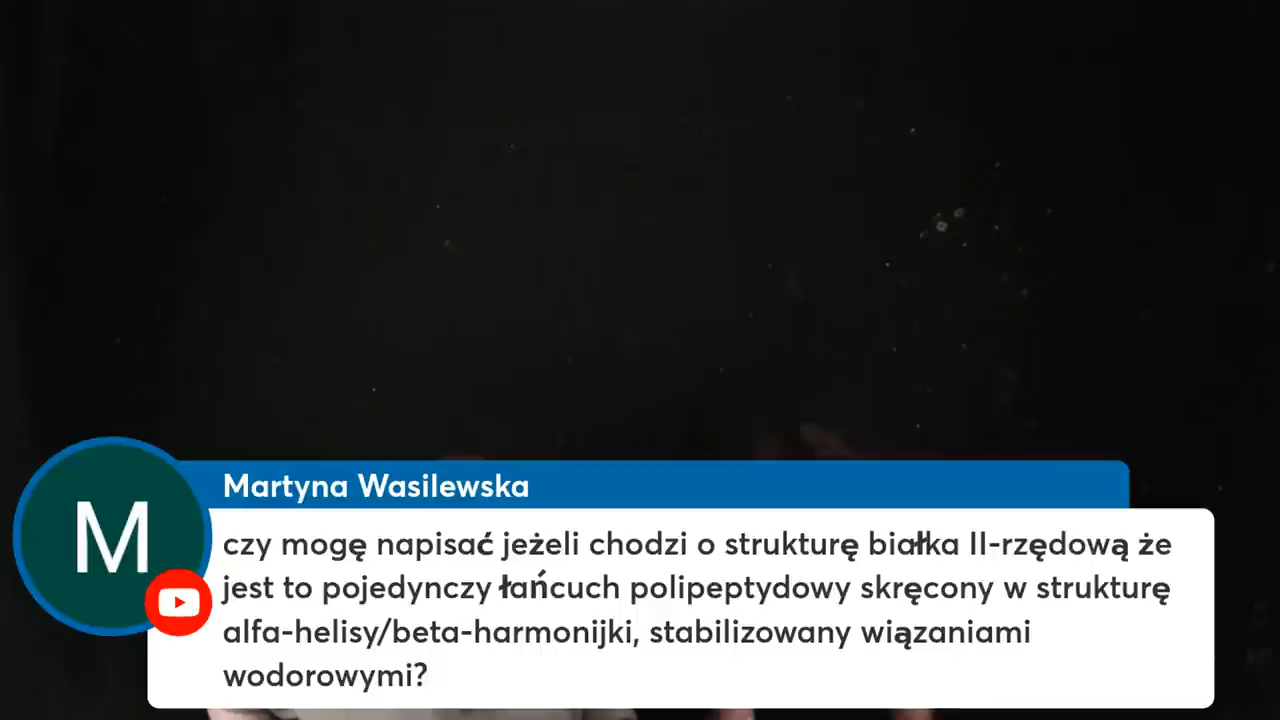 Martyna Wasilewska
M
czy mogę napisać jeżeli chodzi o strukturę białka II-rzędową że
jest to pojedynczy łańcuch polipeptydowy skręcony w strukturę
alfa-helisy/beta-harmonijki, stabilizowany wiązaniami
wodorowymi?